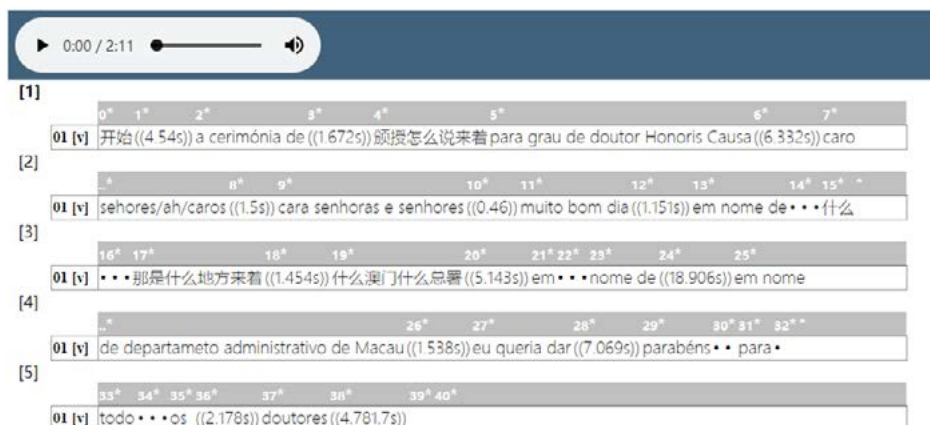 0:00 / 2:11
[1]
0* 1* 2* 3* 4* 5* 6* 7*
01 [v] 开始((4.54s)) a cerimónia de ((1.672s)) 颁授怎么说来着 para grau de doutor Honoris Causa ((6.332s)) caro
[2]
..* 8* 9* 10* 11* 12* 13* 14* 15* *
01 [v] sehores/ah/caros ((1.5s)) cara senhoras e senhores ((0.46)) muito bom dia ((1.151s)) em nome de • • • 什么
[3]
16* 17* 18* 19* 20* 21* 22* 23* 24* 25*
01 [v] • • • 那是什么地方来着 ((1.454s)) 什么澳门什么总署 ((5.143s)) em • • • nome de ((18.906s)) em nome
[4]
..* 26* 27* 28* 29* 30* 31* 32* *
01 [v] de departameto administrativo de Macau ((1.538s)) eu queria dar ((7.069s)) parabéns • • para •
[5]
33* 34* 35* 36* 37* 38* 39* 40*
01 [v] todo • • • os ((2.178s)) doutores ((4.781.7s))